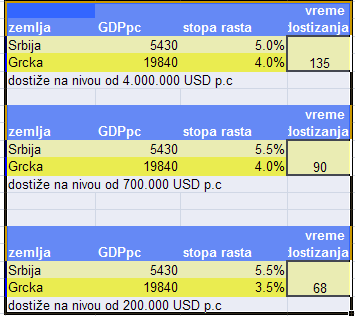 vreme
zemlja GDPpc stopa rasta dostizanja
Srbija 5430 5.0%
Grcka 19840 4.0% 135
dostiže na nivou od 4.000.000 USD p.c
vreme
zemlja GDPpc stopa rasta dostizanja
Srbija 5430 5.5%
Grcka 19840 4.0% 90
dostiže na nivou od 700.000 USD p.c
vreme
zemlja GDPpc stopa rasta dostizanja
Srbija 5430 5.5%
Grcka 19840 3.5% 68
dostiže na nivou od 200.000 USD p.c